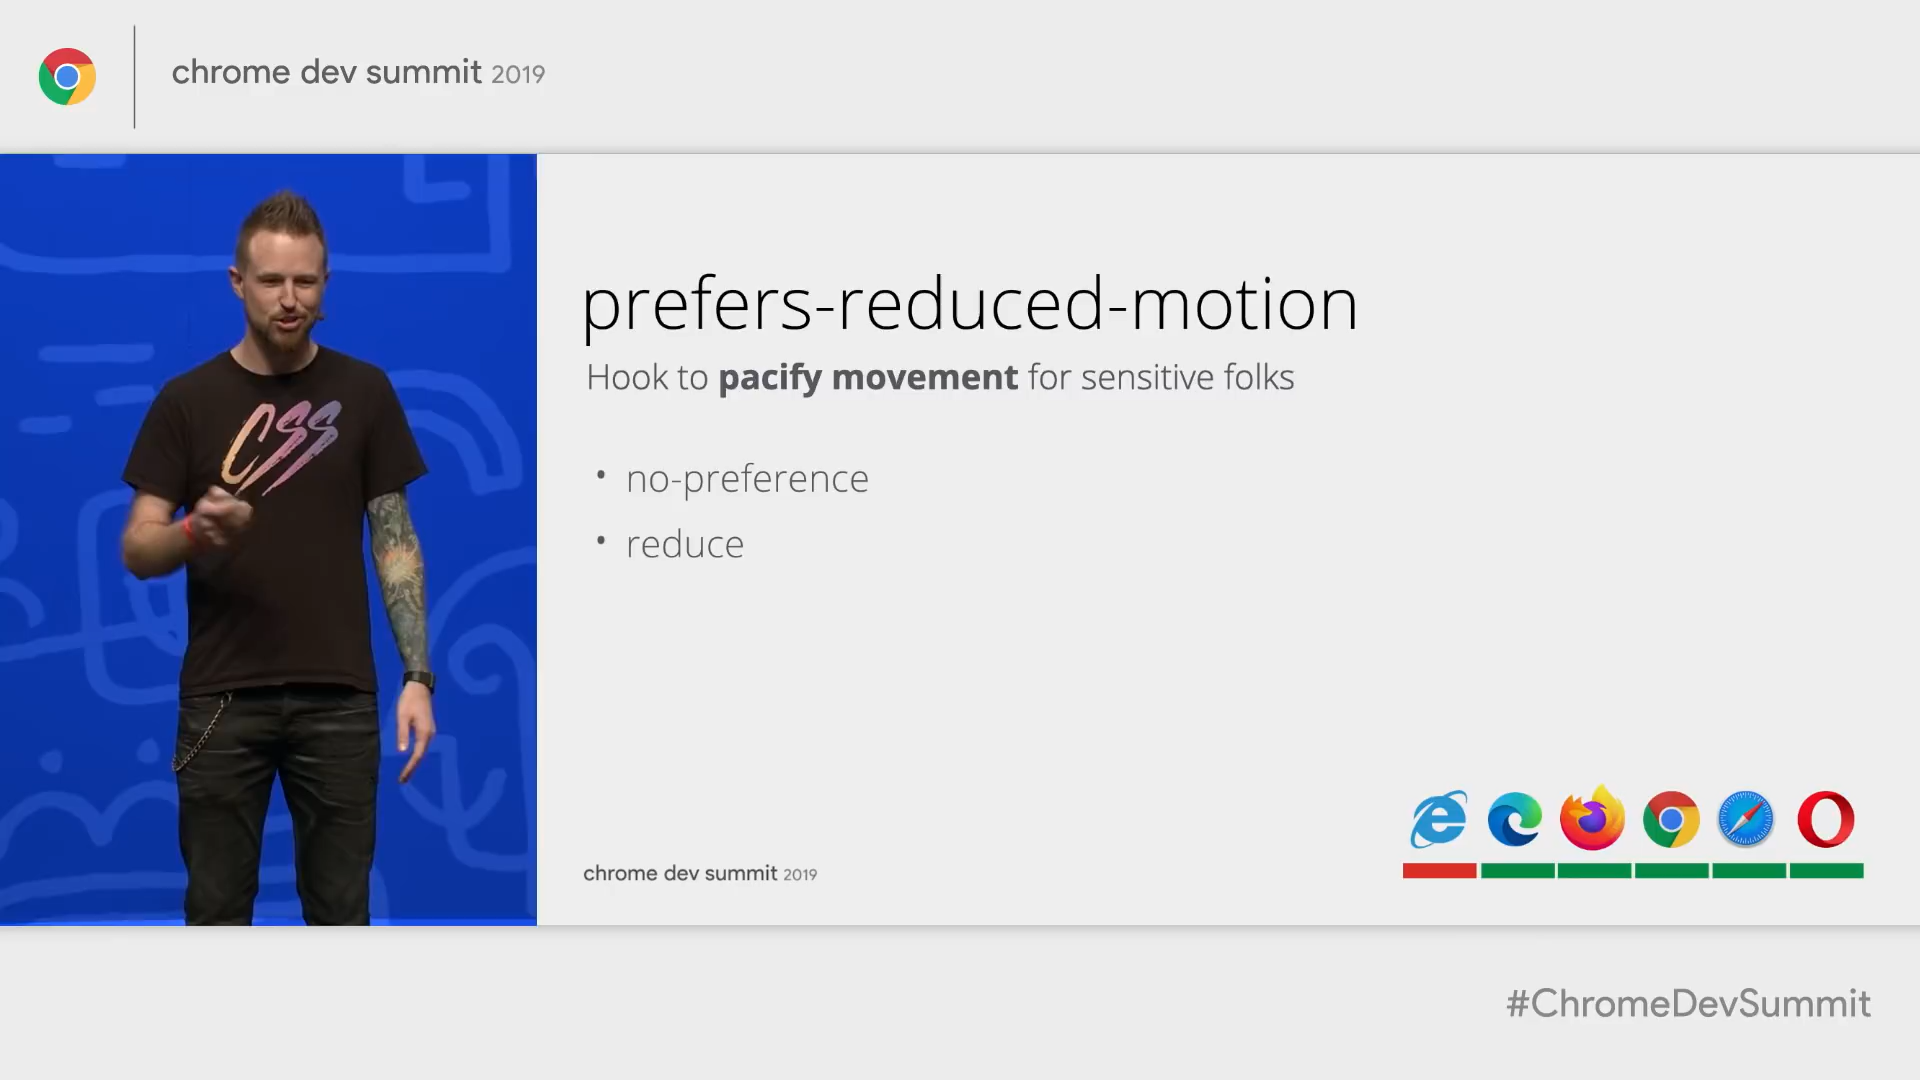 chrome dev summit 2019
CSS
prefers-reduced-motion
Hook to pacify movement for sensitive folks
• no-preference
• reduce
chrome dev summit 2019
#ChromeDevSummit